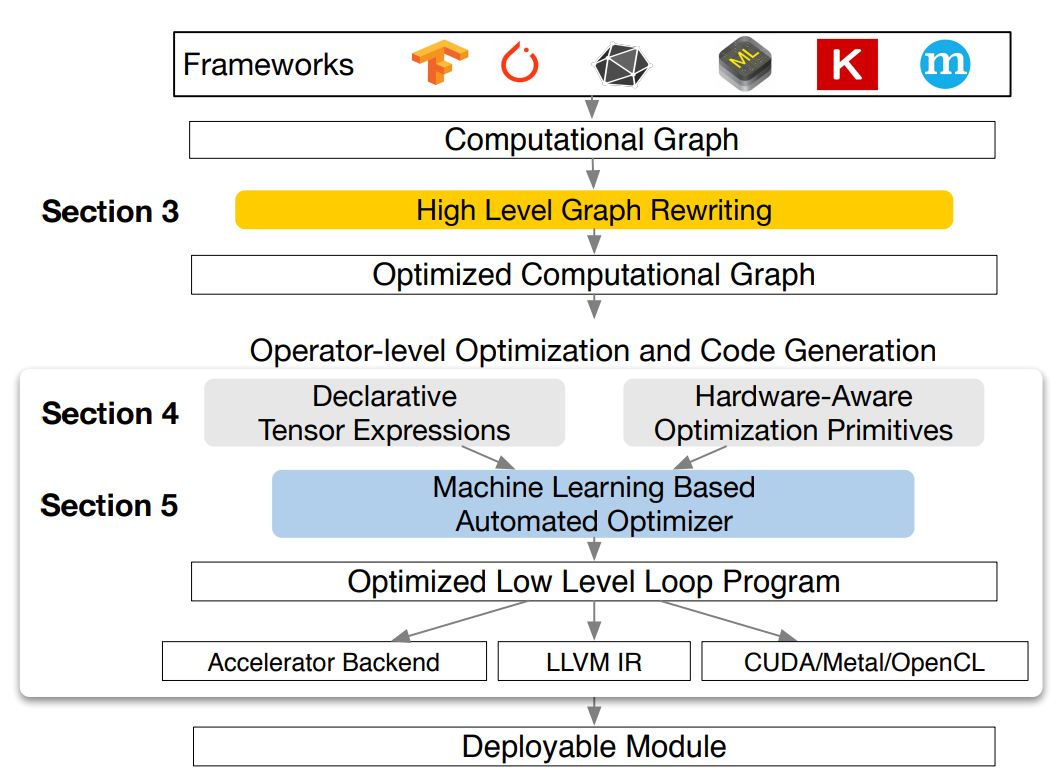 Frameworks
ML
K
m
Computational Graph
Section 3
High Level Graph Rewriting
Optimized Computational Graph
Operator-level Optimization and Code Generation
Section 4
Declarative
Tensor Expressions
Hardware-Aware
Optimization Primitives
Section 5
Machine Learning Based
Automated Optimizer
Optimized Low Level Loop Program
Accelerator Backend
LLVM IR
CUDA/Metal/OpenCL
Deployable Module